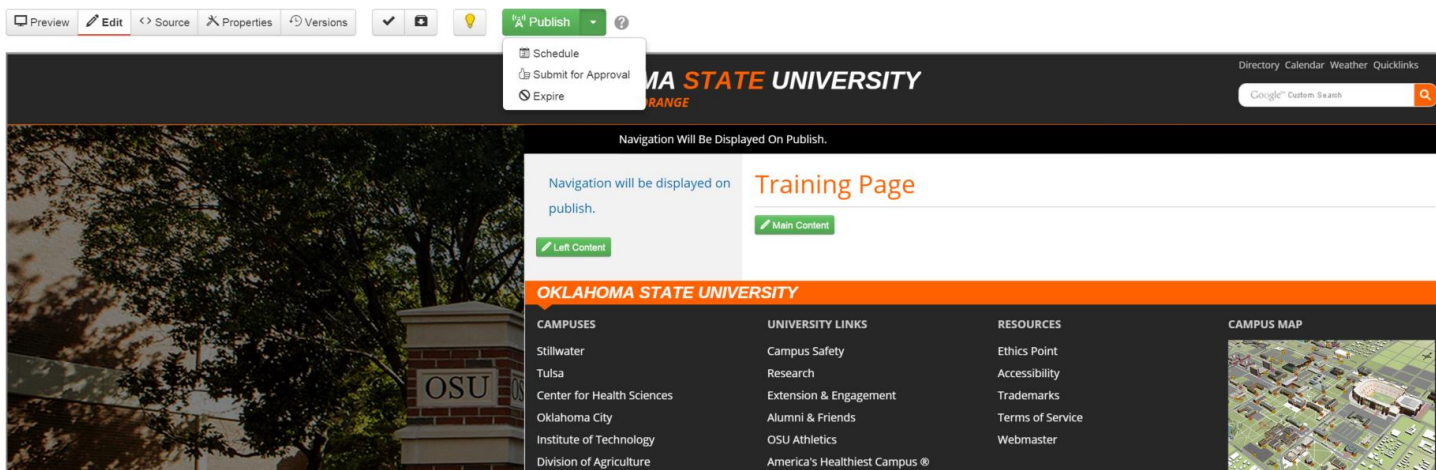 Preview Edit Source Properties Versions Publish
Schedule
Submit for Approval
Expire
MA STATE UNIVERSITY
ORANGE
Directory Calendar Weather Quicklinks
Google™ Custom Search
Navigation Will Be Displayed On Publish.
Navigation will be displayed on
publish.
Left Content
Training Page
Main Content
OSU
OKLAHOMA STATE UNIVERSITY
CAMPUSES
Stillwater
Tulsa
Center for Health Sciences
Oklahoma City
Institute of Technology
Division of Agriculture
UNIVERSITY LINKS
Campus Safety
Research
Extension & Engagement
Alumni & Friends
OSU Athletics
America's Healthiest Campus ®
RESOURCES
Ethics Point
Accessibility
Trademarks
Terms of Service
Webmaster
CAMPUS MAP